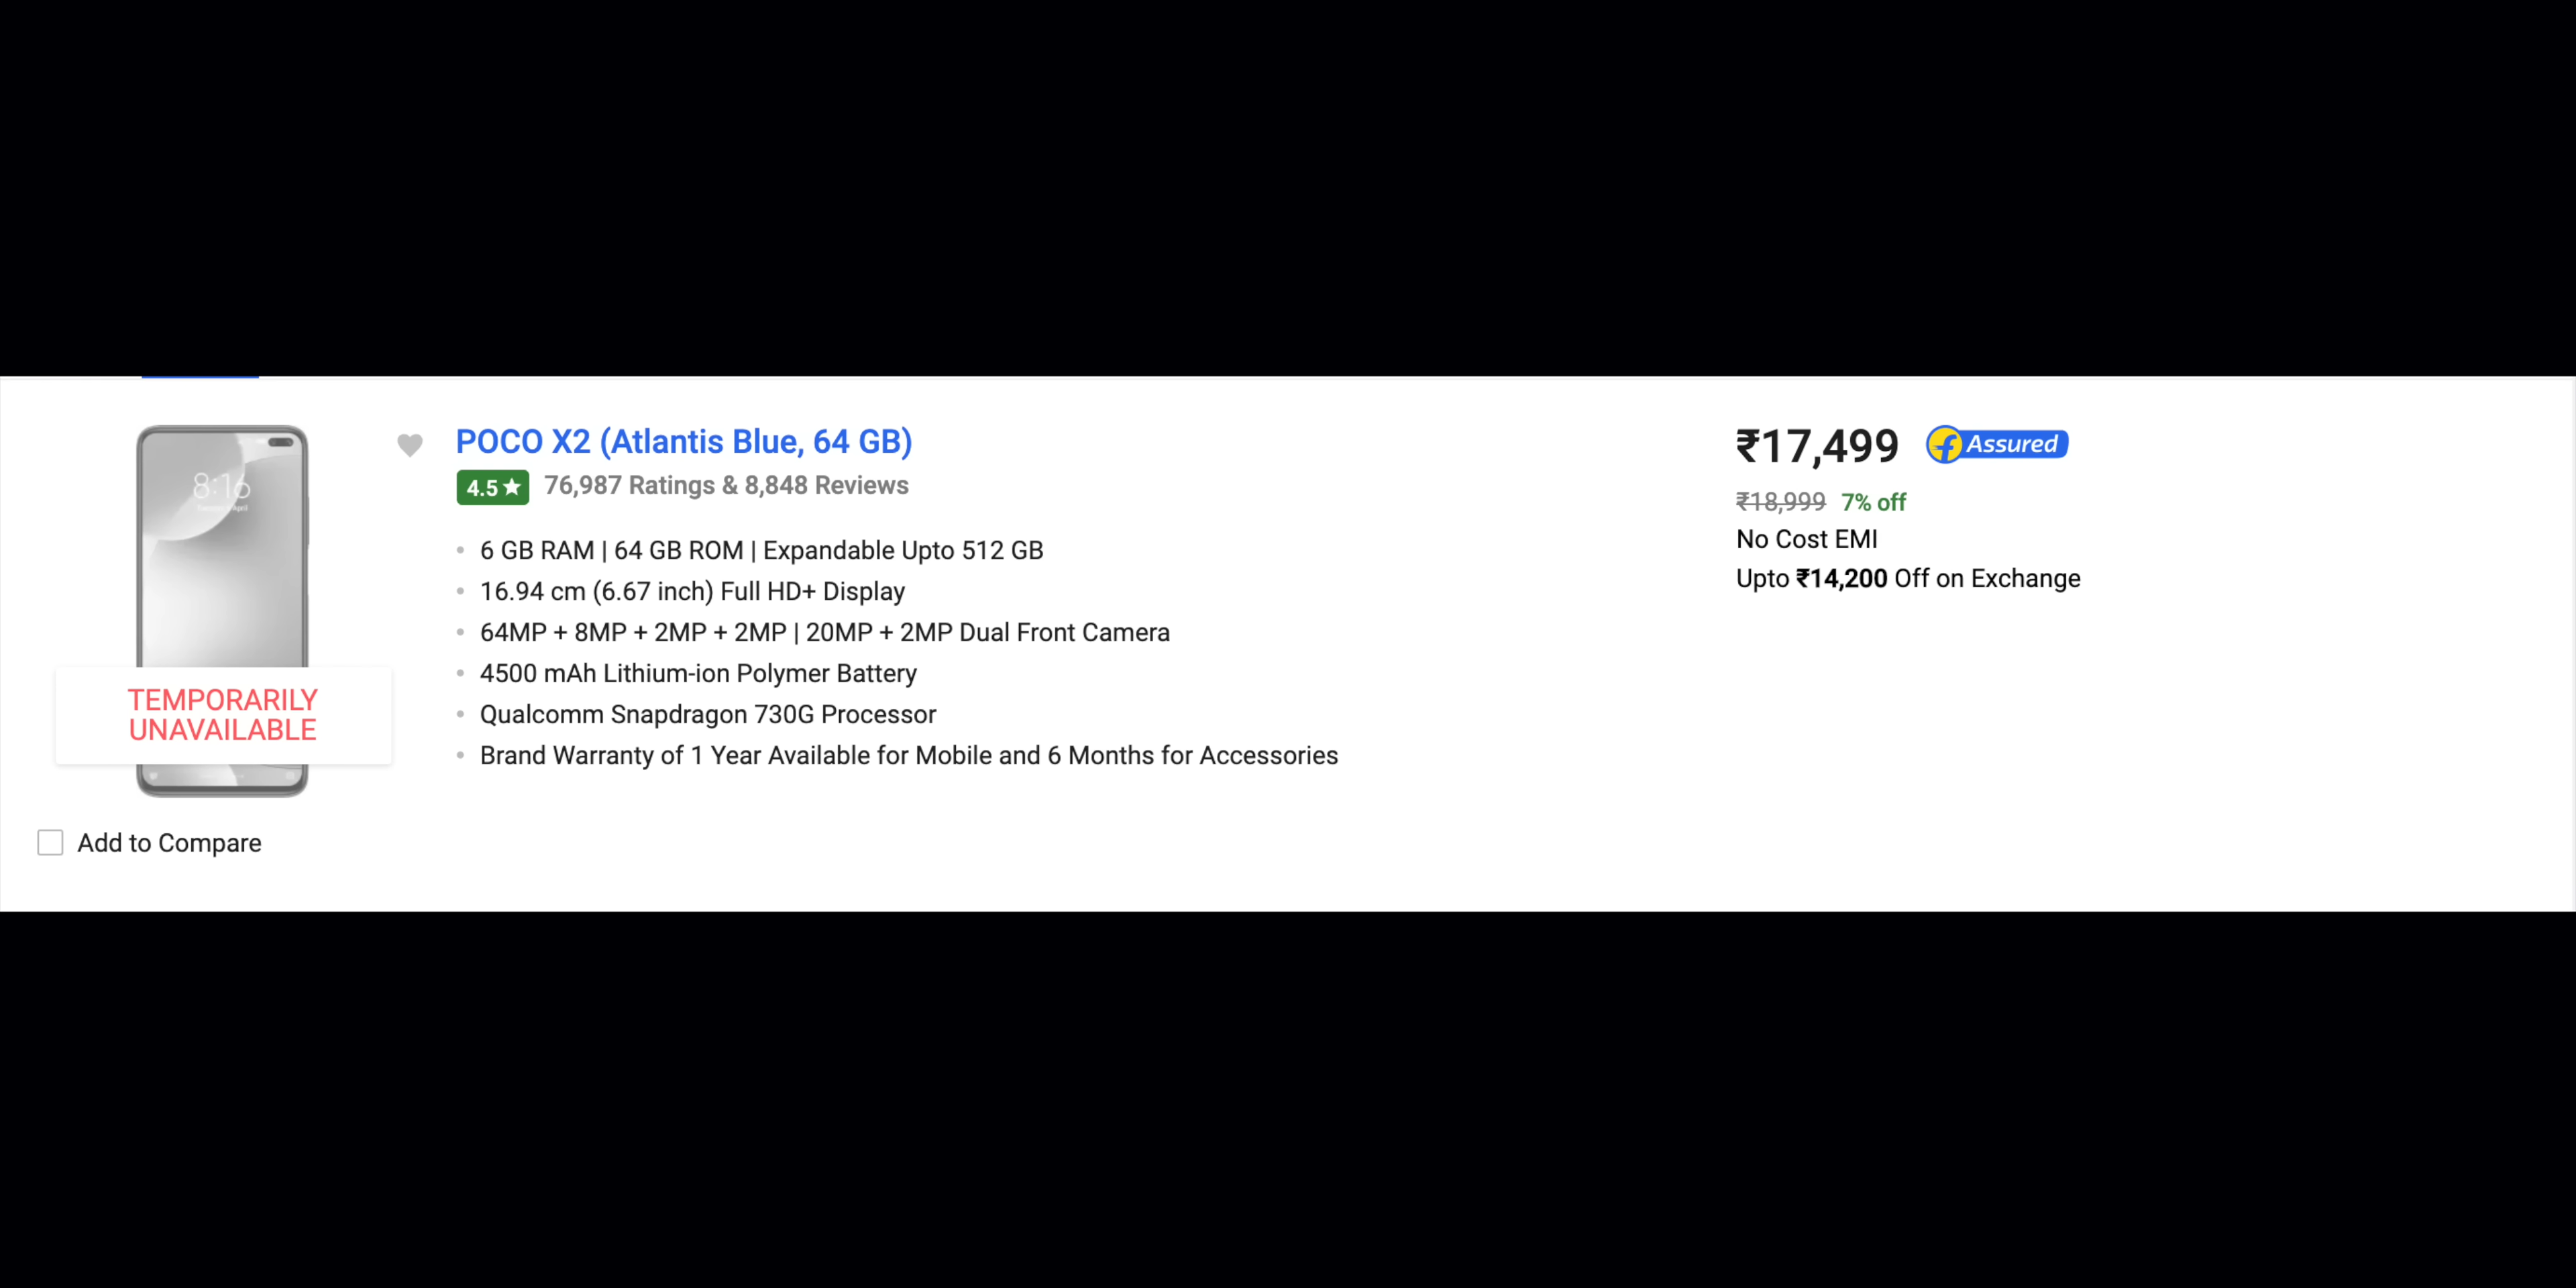 8:16
POCO X2 (Atlantis Blue, 64 GB)
4.5★ 76,987 Ratings & 8,848 Reviews
6 GB RAM | 64 GB ROM | Expandable Upto 512 GB
16.94 cm (6.67 inch) Full HD+ Display
64MP + 8MP + 2MP + 2MP | 20MP + 2MP Dual Front Camera
4500 mAh Lithium-ion Polymer Battery
Qualcomm Snapdragon 730G Processor
Brand Warranty of 1 Year Available for Mobile and 6 Months for Accessories
TEMPORARILY
UNAVAILABLE
Add to Compare
₹17,499 f Assured
₹18,999 7% off
No Cost EMI
Upto ₹14,200 Off on Exchange